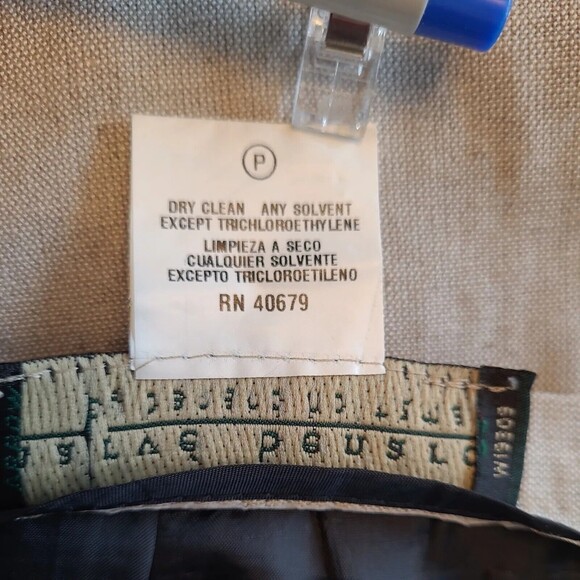 P
DRY CLEAN ANY SOLVENT
EXCEPT TRICHLOROETHYLENE
LIMPIEZA A SECO
CUALQUIER SOLVENTE
EXCEPTO TRICLOROETILENO
RN 40679